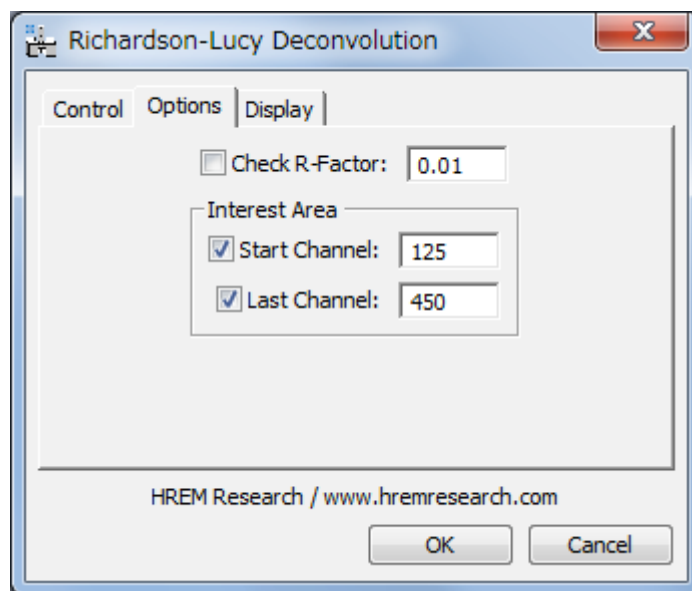 Richardson-Lucy Deconvolution
Control Options Display
Check R-Factor: 0.01
Interest Area
Start Channel: 125
Last Channel: 450
HREM Research / www.hremresearch.com
OK Cancel